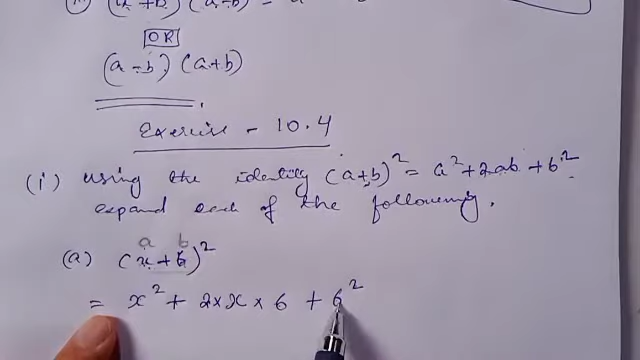 (a+b) (a-b) = a
OR
(a-b) (a+b)
Exercise - 10.4
(i) using the identity (a+b)² = a²+2ab+b²
expand each of the following.
a b
(a) (x+6)²
= x² + 2×x×6 + 6²